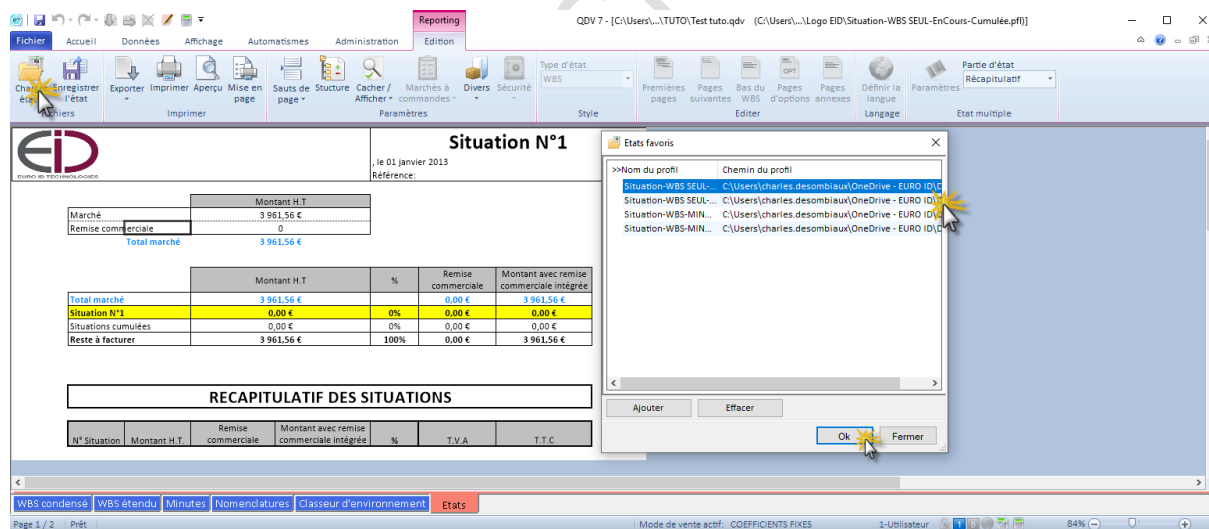 Reporting
QDV 7 - [C:\Users\...\TUTO\Test tuto.qdv (C:\Users\...\Logo EID\Situation-WBS SEUL-EnCours-Cumulée.pfl)]
Fichier Accueil Données Affichage Automatismes Administration Edition
Enregistrer l'état
Exporter
Imprimer
Aperçu
Mise en page
Sauts de page
Stucture
Cacher / Afficher
Marchés à commandes
Divers
Sécurité
Type d'état
WBS
Premières pages
Pages suivantes
Bas du WBS
Pages d'options
Pages annexes
Définir la langue
Paramètres
Partie d'état
Récapitulatif
Imprimer Paramètres Style Editer Langage Etat multiple
EID
EURO ID TECHNOLOGIES
Situation N°1
, le 01 janvier 2013
Référence:
Montant H.T
Marché 3 961,56 €
Remise commerciale 0
Total marché 3 961,56 €
Montant H.T % Remise commerciale Montant avec remise commerciale intégrée
Total marché 3 961,56 € 0,00 € 3 961,56 €
Situation N°1 0,00 € 0% 0,00 € 0,00 €
Situations cumulées 0,00 € 0% 0,00 € 0,00 €
Reste à facturer 3 961,56 € 100% 0,00 € 3 961,56 €
RECAPITULATIF DES SITUATIONS
N° Situation Montant H.T. Remise commerciale Montant avec remise commerciale intégrée % T.V.A T.T.C
Etats favoris
>>Nom du profil Chemin du profil
Situation-WBS SEUL-... C:\Users\charles.desombiaux\OneDrive - EURO ID\D
Situation-WBS SEUL-... C:\Users\charles.desombiaux\OneDrive - EURO ID\
Situation-WBS-MIN... C:\Users\charles.desombiaux\OneDrive - EURO ID\
Situation-WBS-MIN... C:\Users\charles.desombiaux\OneDrive - EURO ID\D
Ajouter Effacer
Ok Fermer
WBS condensé WBS étendu Minutes Nomenclatures Classeur d'environnement Etats
Page 1 / 2 Prêt Mode de vente actif: COEFFICIENTS FIXES 1-Utilisateur 84%